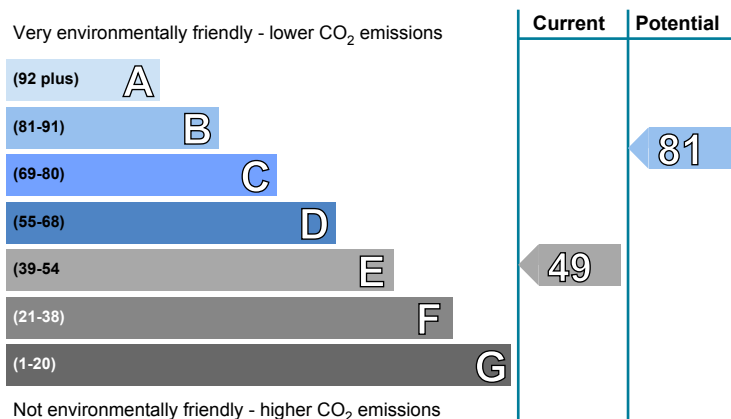 Very environmentally friendly - lower CO2 emissions
Current
Potential
(92 plus) A
(81-91) B
81
(69-80) C
(55-68) D
(39-54 E
49
(21-38) F
(1-20) G
Not environmentally friendly - higher CO2 emissions